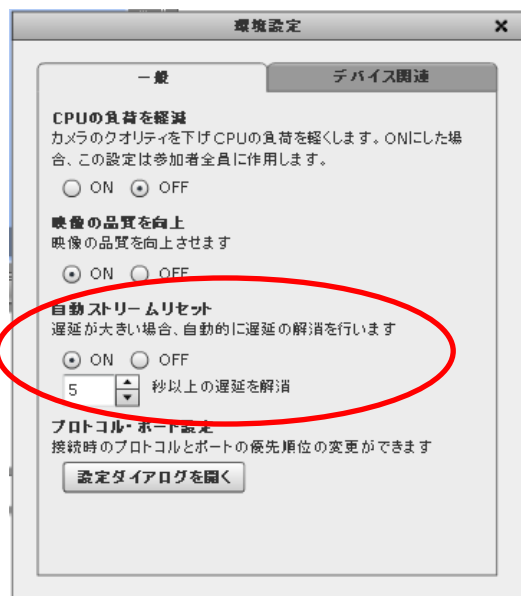 環境設定 ×
一般 デバイス関連
CPUの負荷を軽減
カメラのクオリティを下げCPUの負荷を軽くします。ONにした場
合、この設定は参加者全員に作用します。
ON OFF
映像の品質を向上
映像の品質を向上させます
ON OFF
自動ストリームリセット
遅延が大きい場合、自動的に遅延の解消を行います
ON OFF
5 秒以上の遅延を解消
プロトコル・ポート設定
接続時のプロトコルとポートの優先順位の変更ができます
設定ダイアログを開く